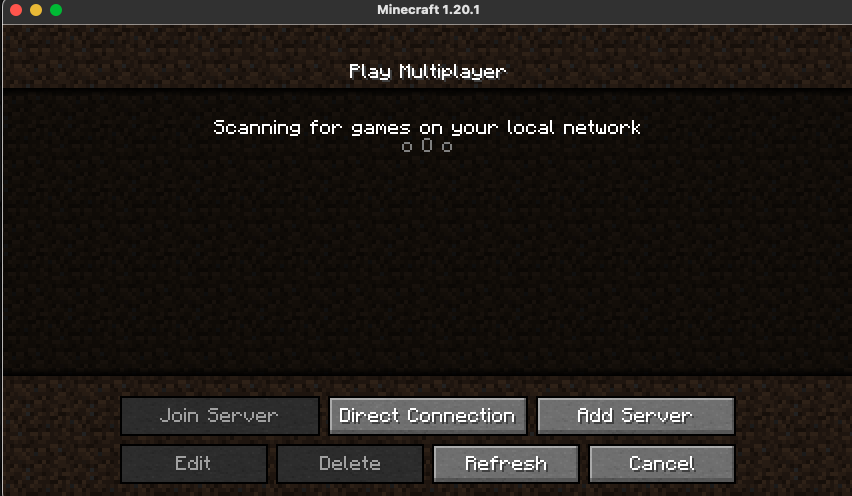 Minecraft 1.20.1
Play Multiplayer
Scanning for games on your local network
o O o
Join Server Direct Connection Add Server
Edit Delete Refresh Cancel